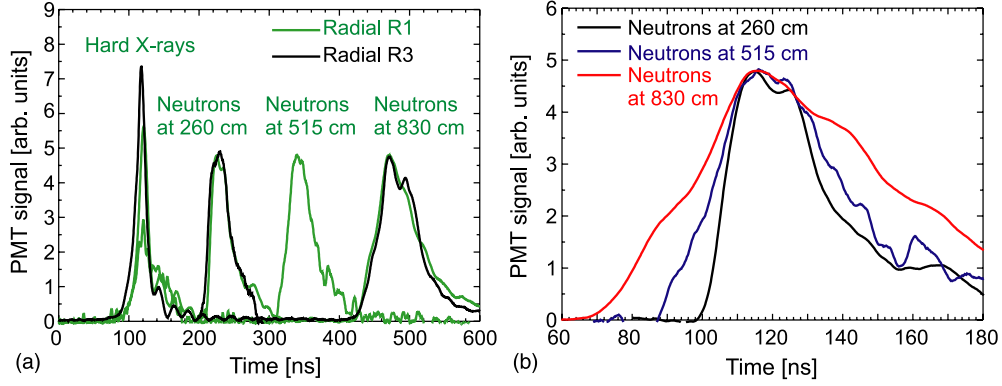 8
7
6
5
4
3
2
1
0
PMT signal [arb. units]
Hard X-rays
Radial R1
Radial R3
Neutrons
at 260 cm
Neutrons
at 515 cm
Neutrons
at 830 cm
0 100 200 300 400 500 600
Time [ns]
(a)
6
5
4
3
2
1
0
PMT signal [arb. units]
Neutrons at 260 cm
Neutrons at 515 cm
Neutrons
at 830 cm
60 80 100 120 140 160 180
Time [ns]
(b)